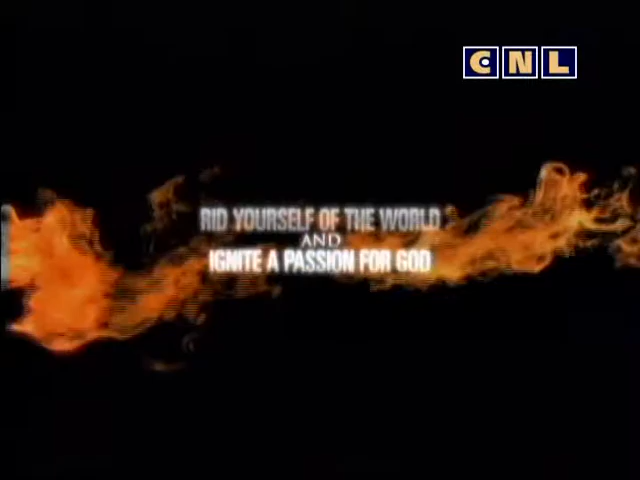 CNL
RID YOURSELF OF THE WORLD
AND
IGNITE A PASSION FOR GOD